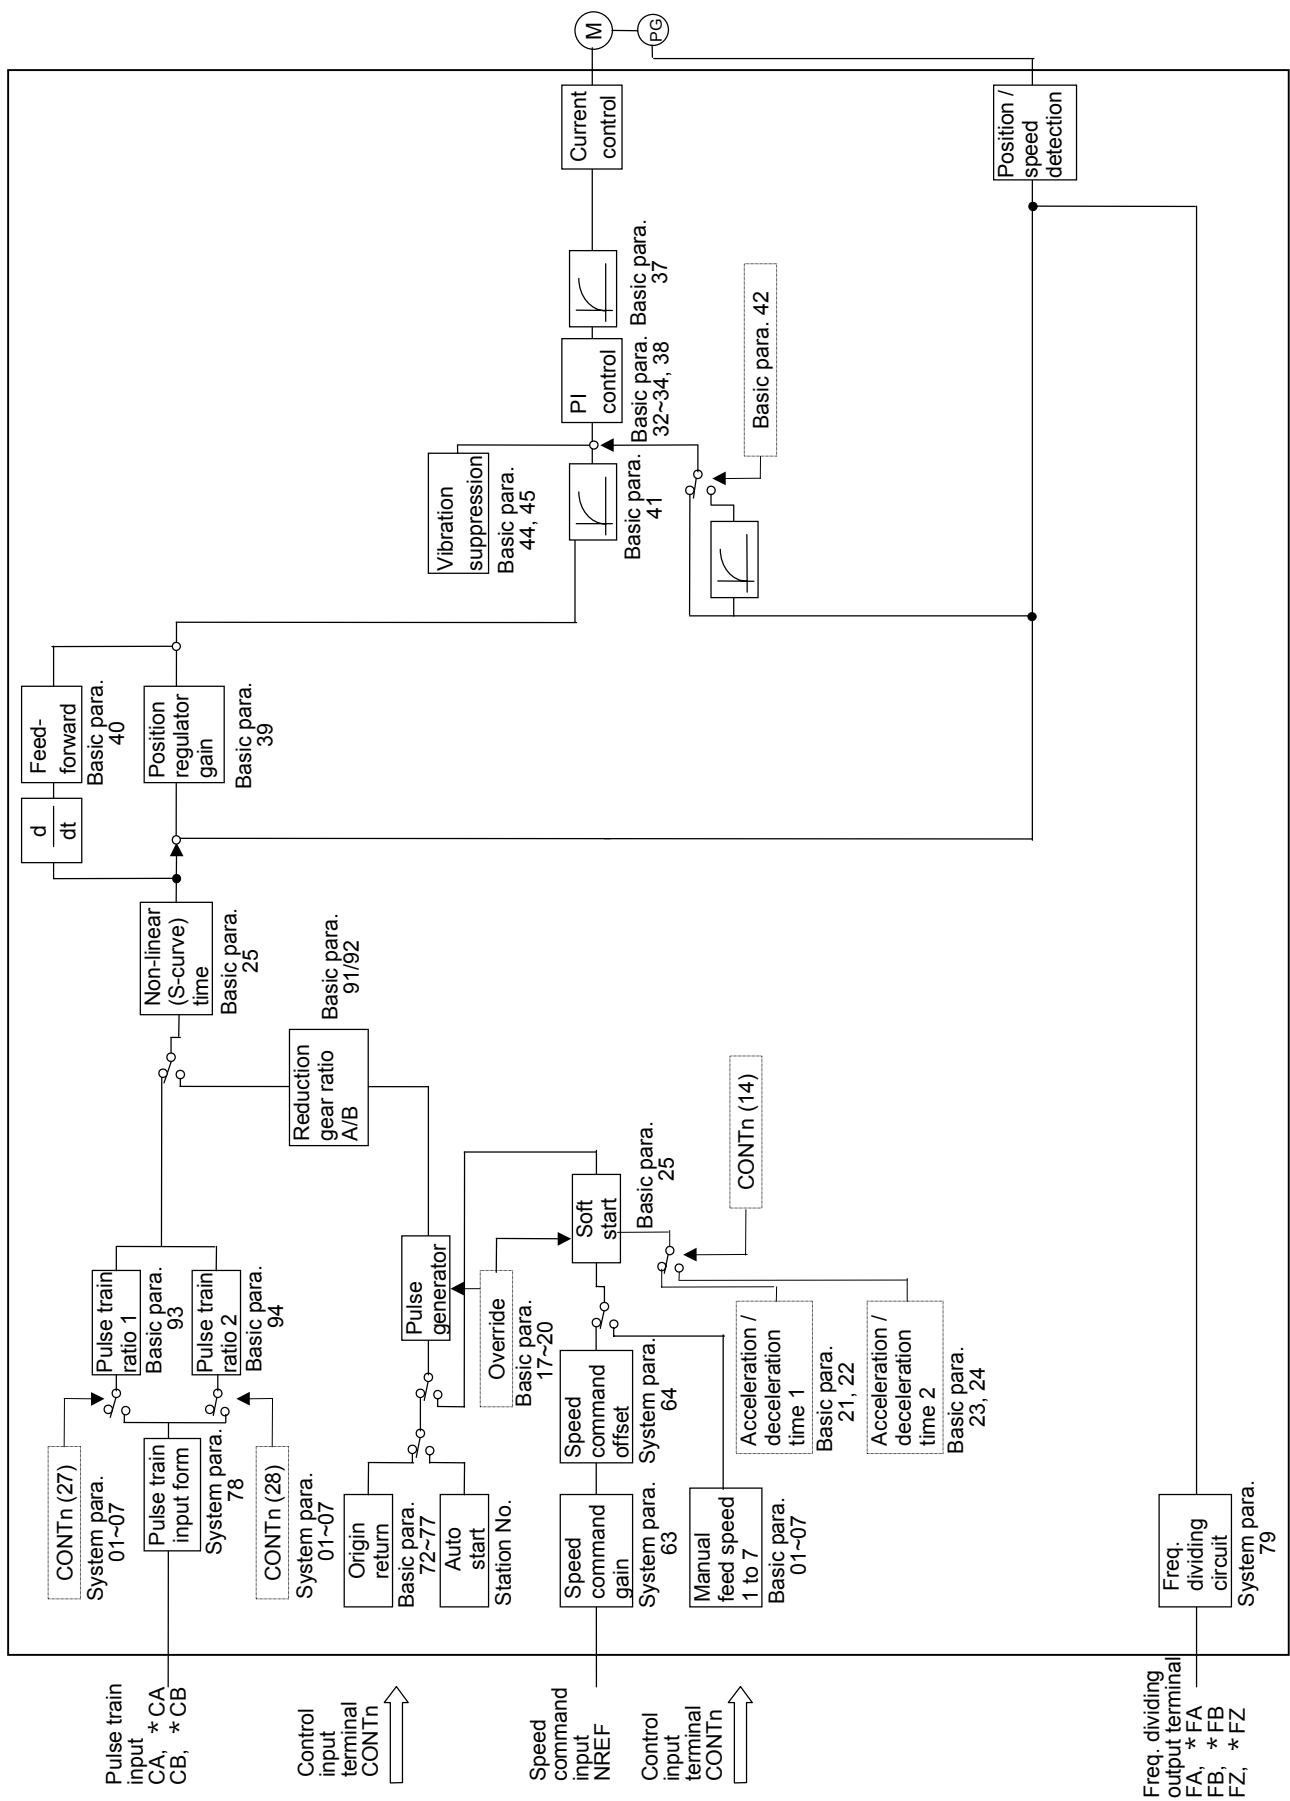 Pulse train
input
CA, *CA
CB, *CB
Control
input
terminal
CONTn
Speed
command
input
NREF
Control
input
terminal
CONTn
Freq. dividing
output terminal
FA, *FA
FB, *FB
FZ, *FZ
CONTn (27)
System para.
01~07
Pulse train
input form
System para.
78
CONTn (28)
System para.
01~07
Pulse train
ratio 1
Basic para.
93
Pulse train
ratio 2
Basic para.
94
Origin
return
Basic para.
72~77
Auto
start
Station No.
Pulse
generator
Override
Basic para.
17~20
Speed
command
gain
System para.
63
Speed
command
offset
System para.
64
Manual
feed speed
1 to 7
Basic para.
01~07
Soft
start
Basic para.
25
CONTn (14)
Acceleration /
deceleration
time 1
Basic para.
21, 22
Acceleration /
deceleration
time 2
Basic para.
23, 24
Reduction
gear ratio
A/B
Basic para.
91/92
Non-linear
(S-curve)
time
Basic para.
25
d
dt
Feed-
forward
Basic para.
40
Position
regulator
gain
Basic para.
39
Vibration
suppression
Basic para.
44, 45
Basic para.
41
PI
control
Basic para.
32~34, 38
Basic para.
37
Basic para. 42
Current
control
M
PG
Position /
speed
detection
Freq.
dividing
circuit
System para.
79